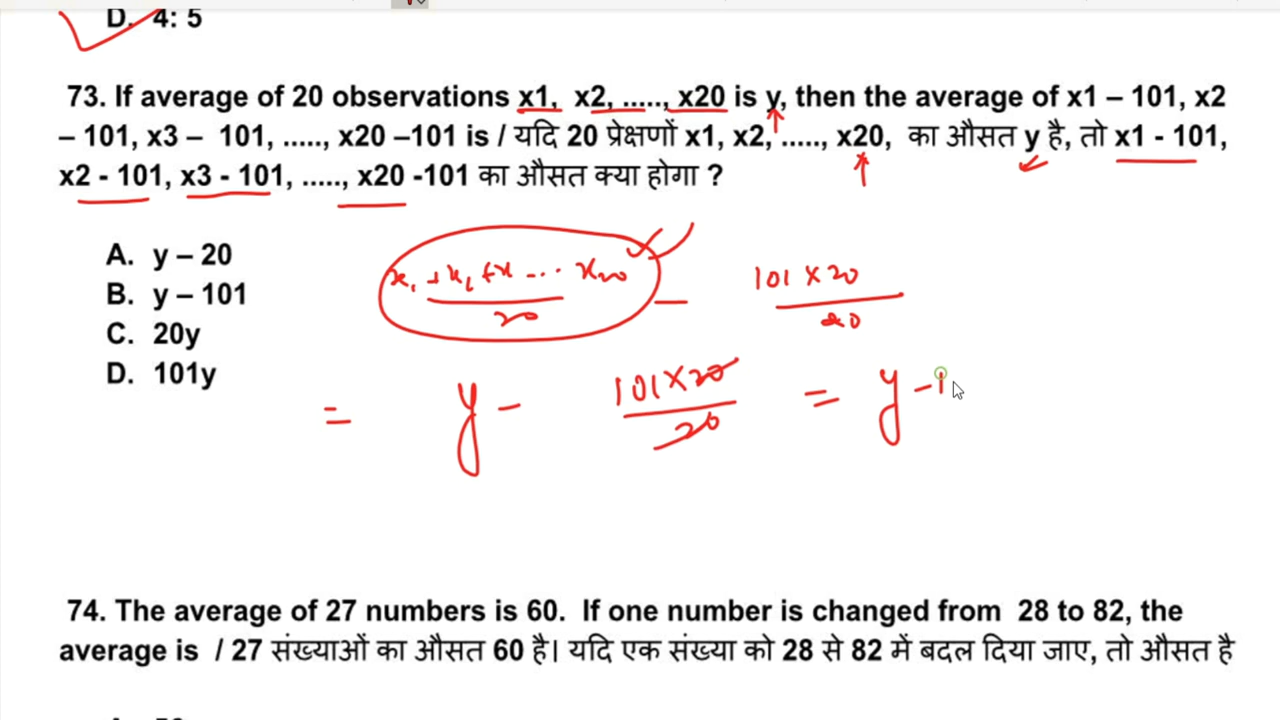 D. 4: 5
73. If average of 20 observations x1, x2, ....., x20 is y, then the average of x1 – 101, x2
– 101, x3 – 101, ....., x20 –101 is / यदि 20 प्रेक्षणों x1, x2, ....., x20, का औसत y है, तो x1 - 101,
x2 - 101, x3 - 101, ....., x20 -101 का औसत क्या होगा ?
A. y – 20
B. y – 101
C. 20y
D. 101y
x₁ + x₂ + x ... x₂₀
20
–
101 x 20
20
= y – 101 x 20 = y –
20
74. The average of 27 numbers is 60. If one number is changed from 28 to 82, the
average is / 27 संख्याओं का औसत 60 है। यदि एक संख्या को 28 से 82 में बदल दिया जाए, तो औसत है